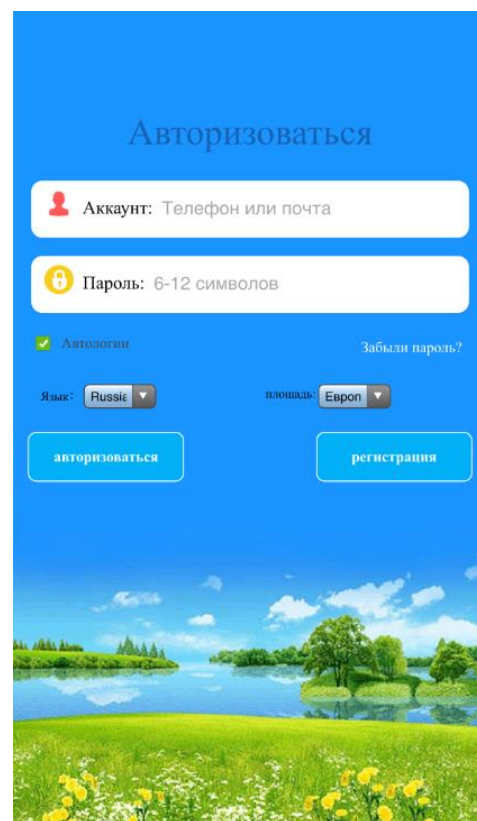 Авторизоваться
Аккаунт: Телефон или почта
Пароль: 6-12 символов
Автологин
Забыли пароль?
Язык: Russia
площадь: Европ
авторизоваться
регистрация